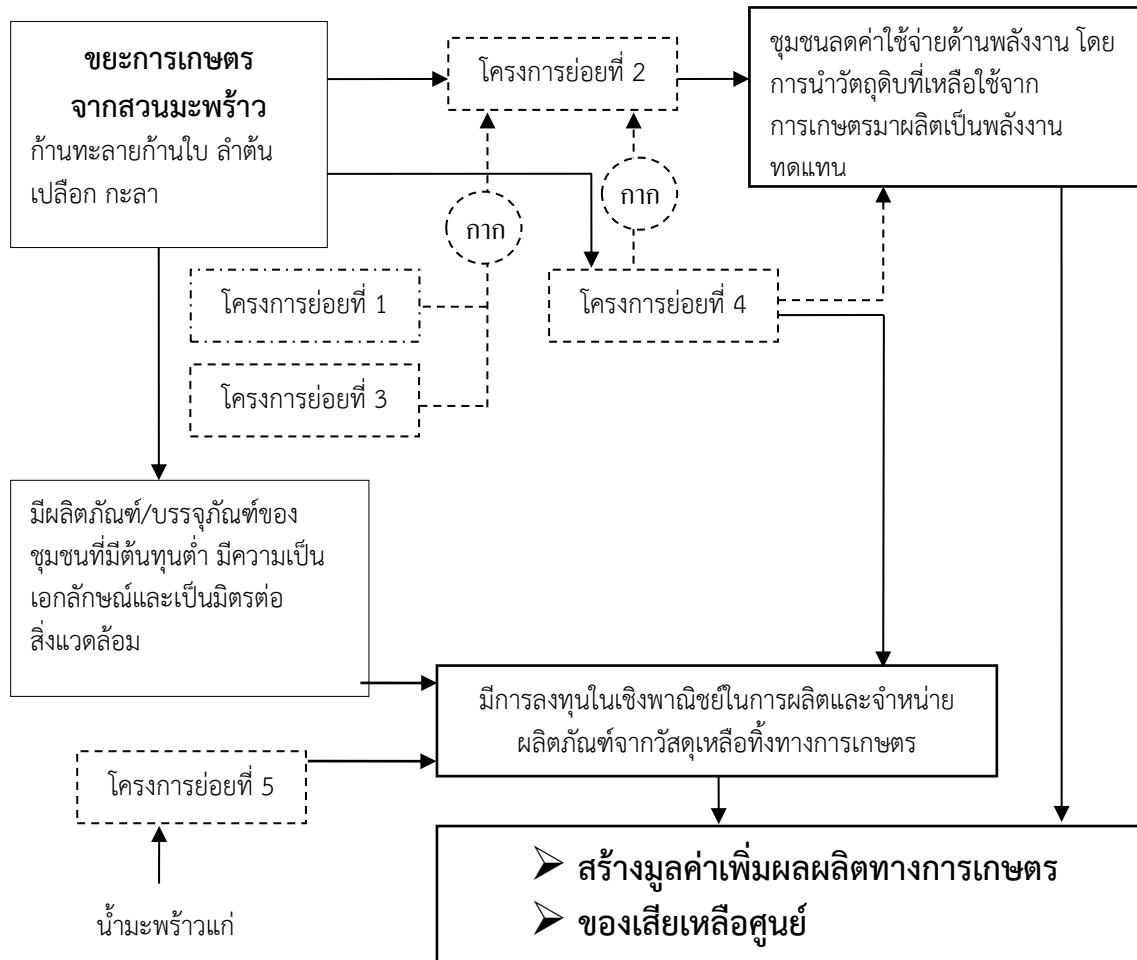 ขยะการเกษตร
จากสวนมะพร้าว
ก้านทะลายก้านใบ ลำต้น
เปลือก กะลา
โครงการย่อยที่ 2
ชุมชนลดค่าใช้จ่ายด้านพลังงาน โดย
การนำวัตถุดิบที่เหลือใช้จาก
การเกษตรมาผลิตเป็นพลังงาน
ทดแทน
กาก
กาก
โครงการย่อยที่ 1
โครงการย่อยที่ 4
โครงการย่อยที่ 3
มีผลิตภัณฑ์/บรรจุภัณฑ์ของ
ชุมชนที่มีต้นทุนต่ำ มีความเป็น
เอกลักษณ์และเป็นมิตรต่อ
สิ่งแวดล้อม
มีการลงทุนในเชิงพาณิชย์ในการผลิตและจำหน่าย
ผลิตภัณฑ์จากวัสดุเหลือทิ้งทางการเกษตร
โครงการย่อยที่ 5
น้ำมะพร้าวแก่
➢ สร้างมูลค่าเพิ่มผลผลิตทางการเกษตร
➢ ของเสียเหลือศูนย์